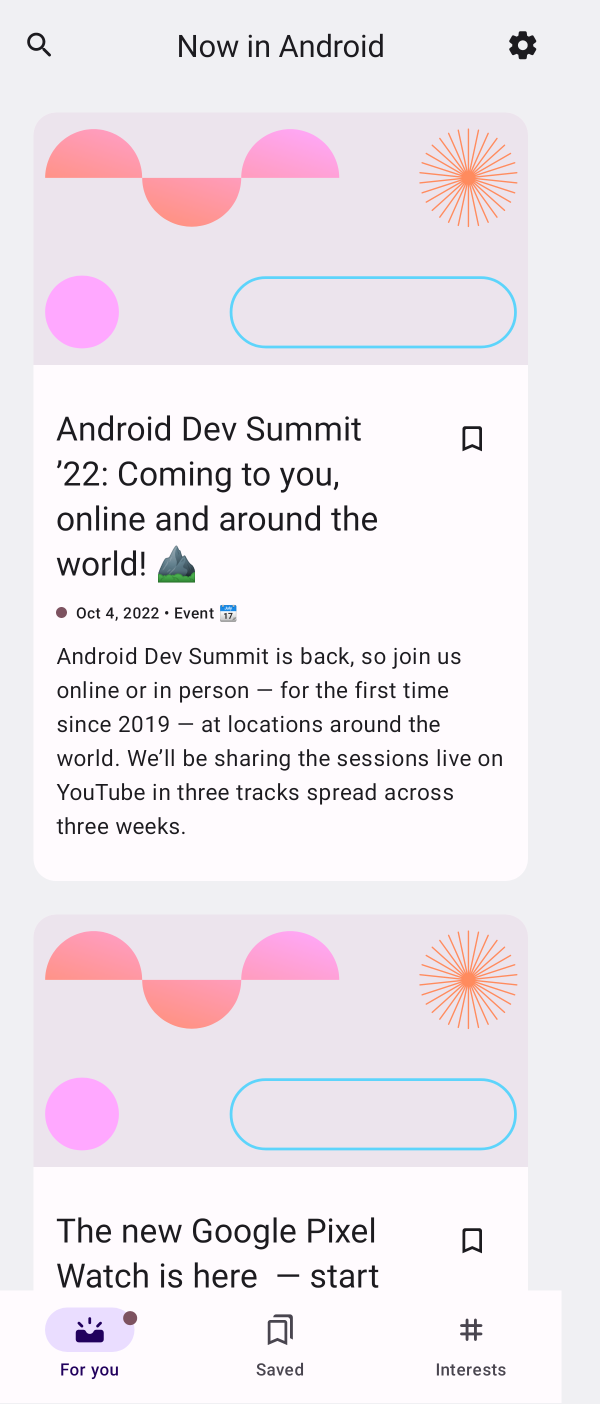 Now in Android
Android Dev Summit
’22: Coming to you,
online and around the
world! ⛰️
Oct 4, 2022 • Event 📆
Android Dev Summit is back, so join us
online or in person — for the first time
since 2019 — at locations around the
world. We’ll be sharing the sessions live on
YouTube in three tracks spread across
three weeks.
The new Google Pixel
Watch is here  — start
For you
Saved
Interests